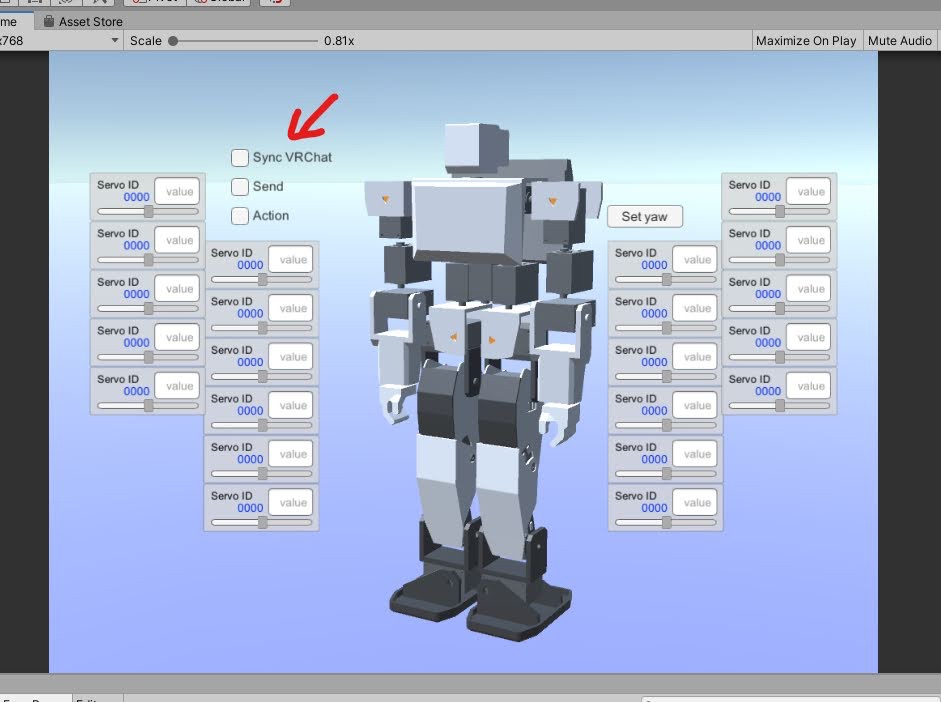 Asset Store
Scale 0.81x
Maximize On Play
Mute Audio
Sync VRChat
Send
Action
Set yaw
Servo ID
0000
value
Servo ID
0000
value
Servo ID
0000
value
Servo ID
0000
value
Servo ID
0000
value
Servo ID
0000
value
Servo ID
0000
value
Servo ID
0000
value
Servo ID
0000
value
Servo ID
0000
value
Servo ID
0000
value
Servo ID
0000
value
Servo ID
0000
value
Servo ID
0000
value
Servo ID
0000
value
Servo ID
0000
value
Servo ID
0000
value
Servo ID
0000
value
Servo ID
0000
value
Servo ID
0000
value
Servo ID
0000
value
Servo ID
0000
value